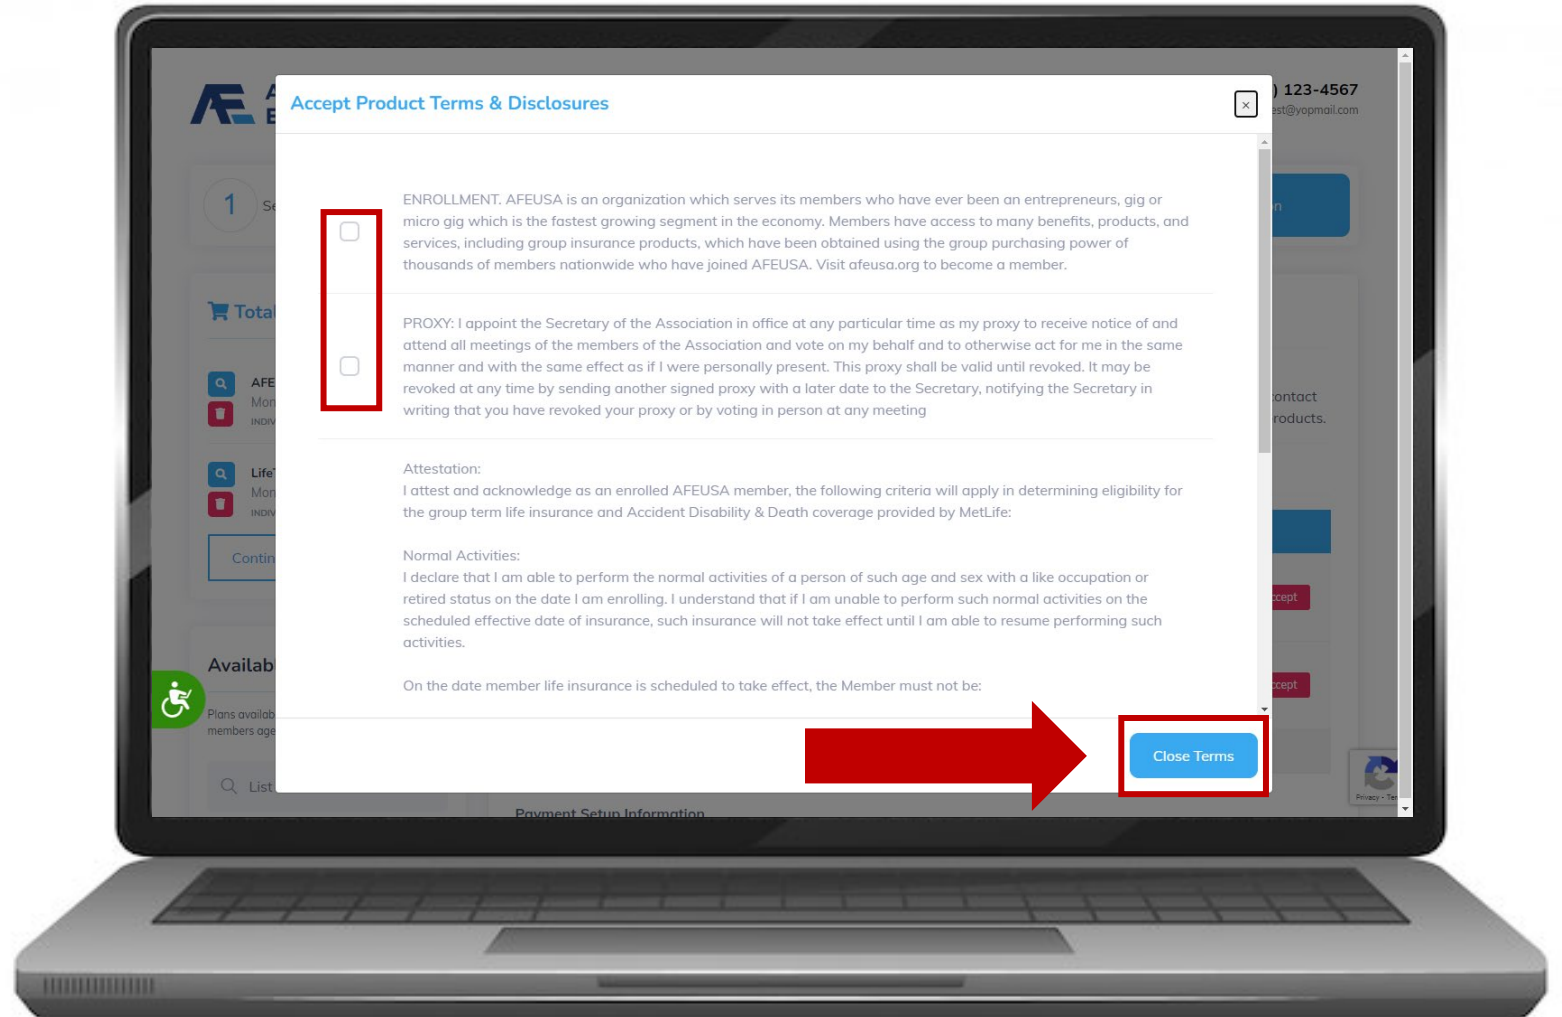 Accept Product Terms & Disclosures
×
) 123-4567
est@yopmail.com
1
ENROLLMENT. AFEUSA is an organization which serves its members who have ever been an entrepreneurs, gig or
micro gig which is the fastest growing segment in the economy. Members have access to many benefits, products, and
services, including group insurance products, which have been obtained using the group purchasing power of
thousands of members nationwide who have joined AFEUSA. Visit afeusa.org to become a member.
Total
PROXY: I appoint the Secretary of the Association in office at any particular time as my proxy to receive notice of and
attend all meetings of the members of the Association and vote on my behalf and to otherwise act for me in the same
manner and with the same effect as if I were personally present. This proxy shall be valid until revoked. It may be
revoked at any time by sending another signed proxy with a later date to the Secretary, notifying the Secretary in
writing that you have revoked your proxy or by voting in person at any meeting
AFE
Mon
INDIV
ontact
roducts.
Attestation:
I attest and acknowledge as an enrolled AFEUSA member, the following criteria will apply in determining eligibility for
the group term life insurance and Accident Disability & Death coverage provided by MetLife:
Life
Mon
INDIV
Contin
Normal Activities:
I declare that I am able to perform the normal activities of a person of such age and sex with a like occupation or
retired status on the date I am enrolling. I understand that if I am unable to perform such normal activities on the
scheduled effective date of insurance, such insurance will not take effect until I am able to resume performing such
activities.
ccept
Availab
On the date member life insurance is scheduled to take effect, the Member must not be:
ccept
Plans availab
members age
Close Terms
List
Payment Setup Information
Privacy - Ter